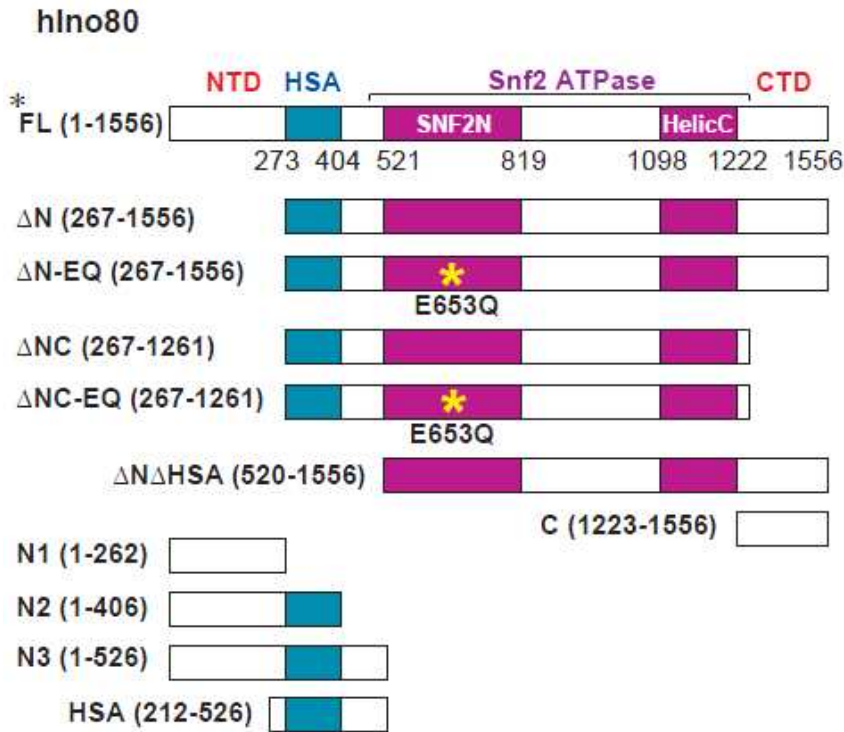 hIno80
NTD HSA Snf2 ATPase CTD
*
FL (1-1556) SNF2N HelicC
273 404 521 819 1098 1222 1556
ΔN (267-1556)
ΔN-EQ (267-1556) *
E653Q
ΔNC (267-1261)
ΔNC-EQ (267-1261) *
E653Q
ΔNΔHSA (520-1556)
C (1223-1556)
N1 (1-262)
N2 (1-406)
N3 (1-526)
HSA (212-526)